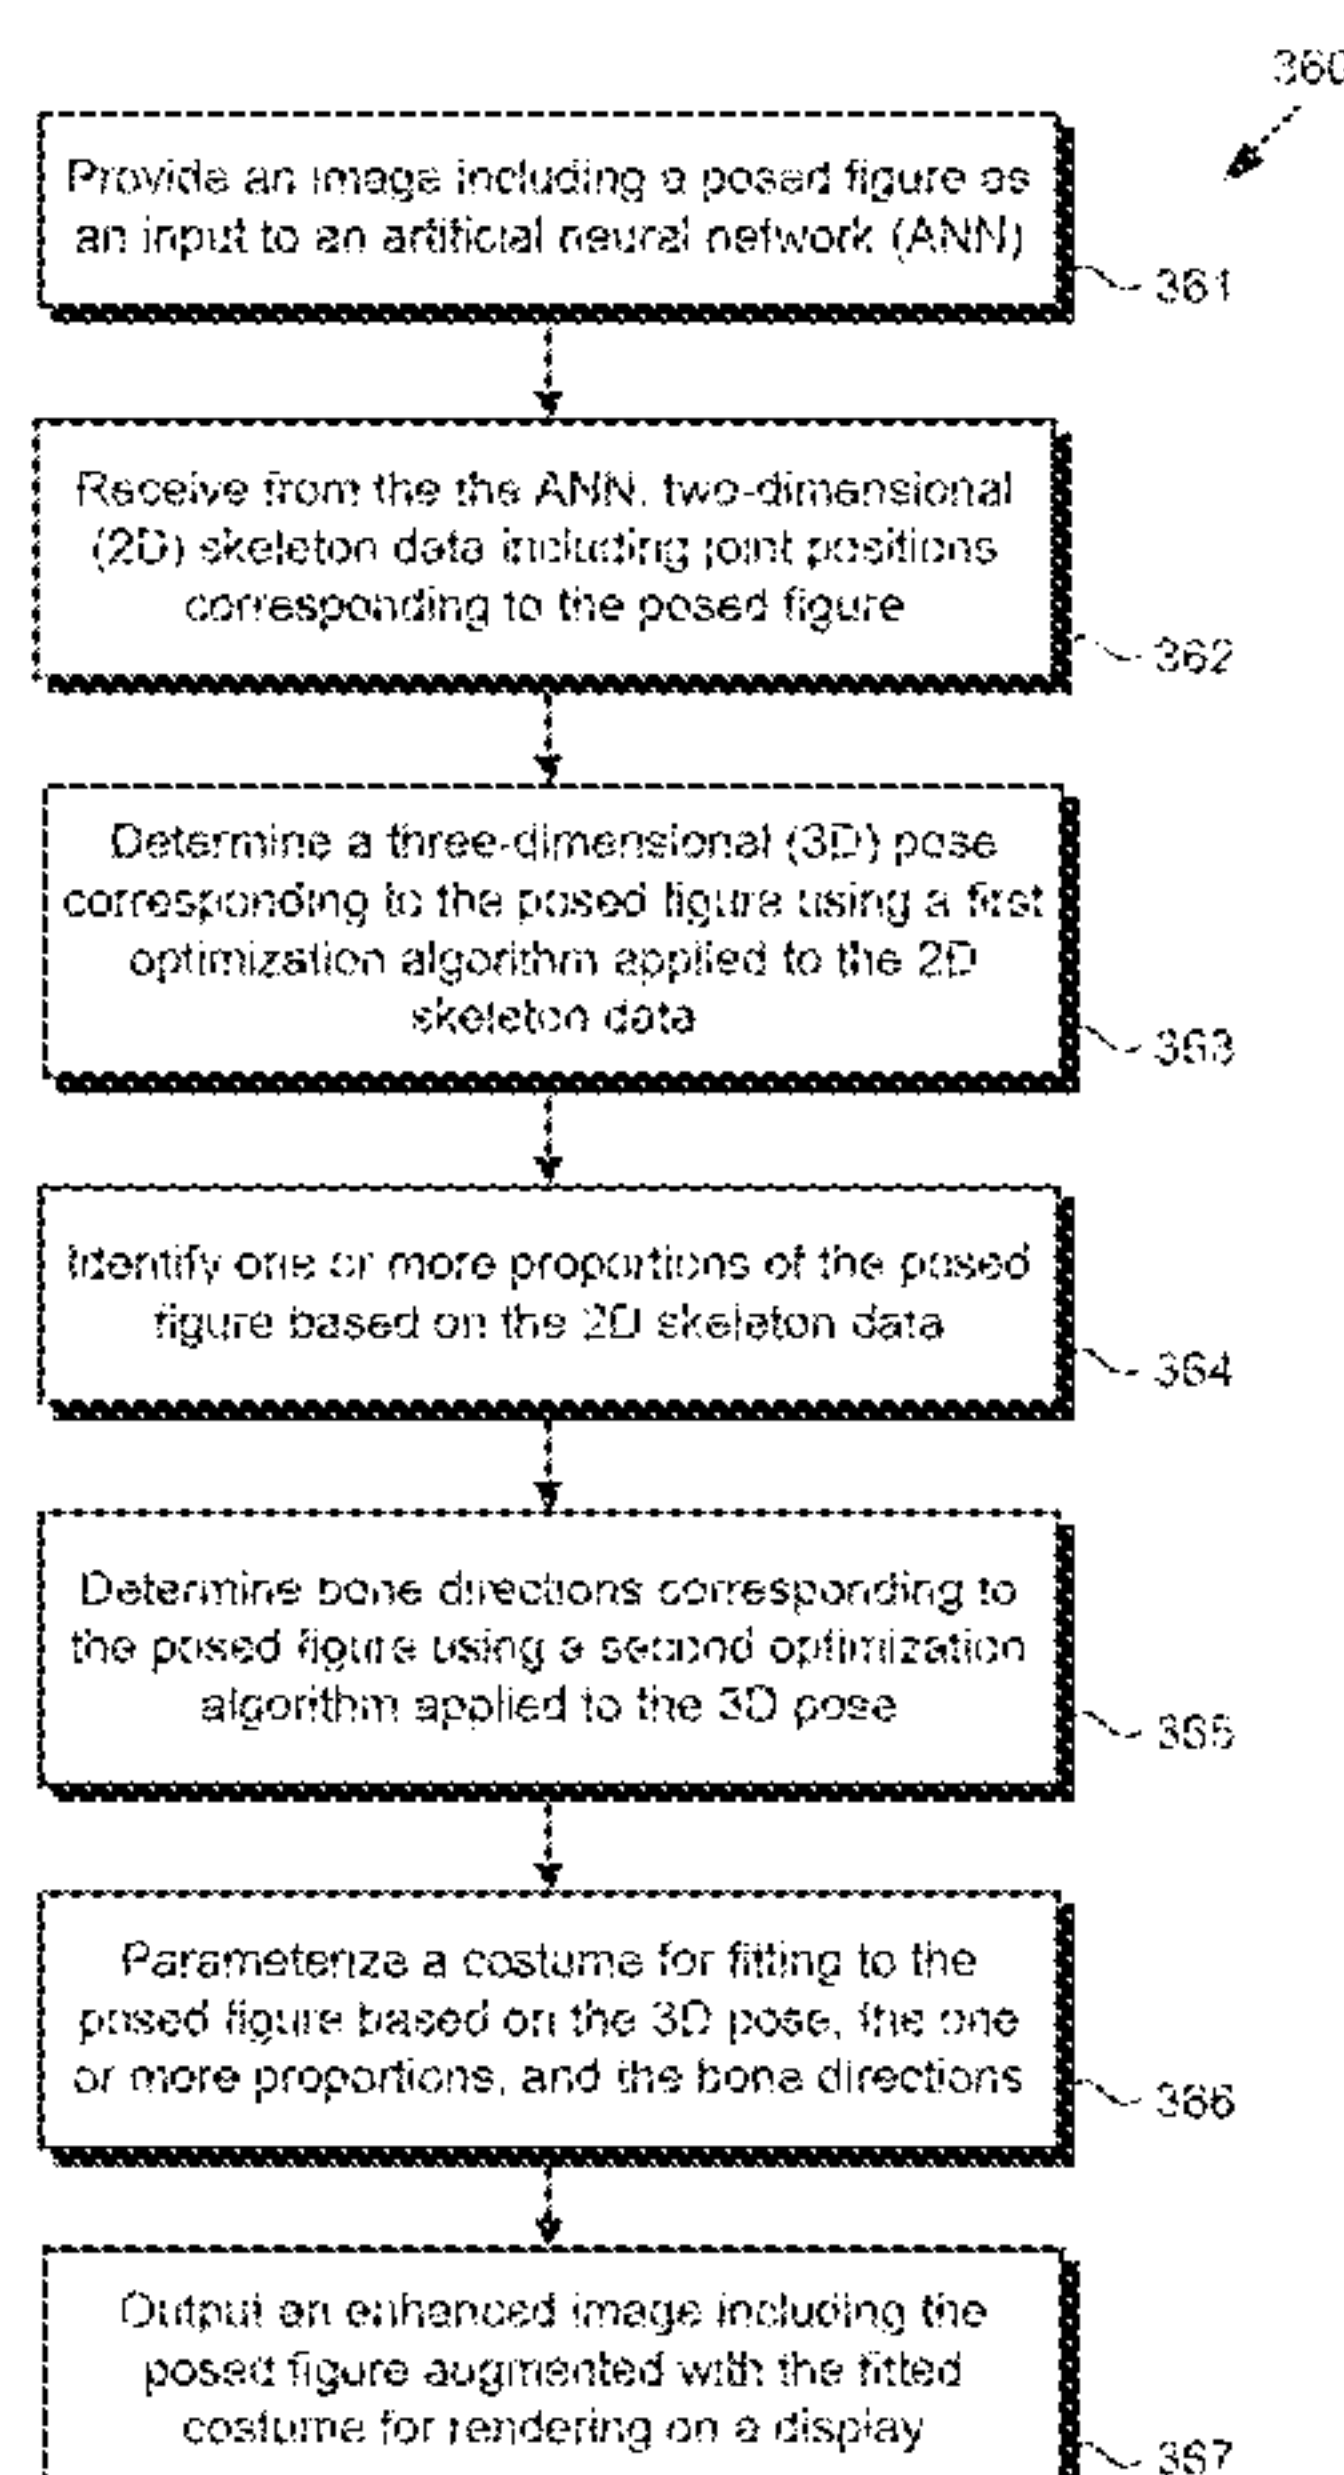 360
Provide an image including a posed figure as
an input to an artificial neural network (ANN)
361
Receive from the the ANN, two-dimensional
(2D) skeleton data including joint positions
corresponding to the posed figure
362
Determine a three-dimensional (3D) pose
corresponding to the posed figure using a first
optimization algorithm applied to the 2D
skeleton data
363
Identify one or more proportions of the posed
figure based on the 2D skeleton data
364
Determine bone directions corresponding to
the posed figure using a second optimization
algorithm applied to the 3D pose
365
Parameterize a costume for fitting to the
posed figure based on the 3D pose, the one
or more proportions, and the bone directions
366
Output an enhanced image including the
posed figure augmented with the fitted
costume for rendering on a display
367